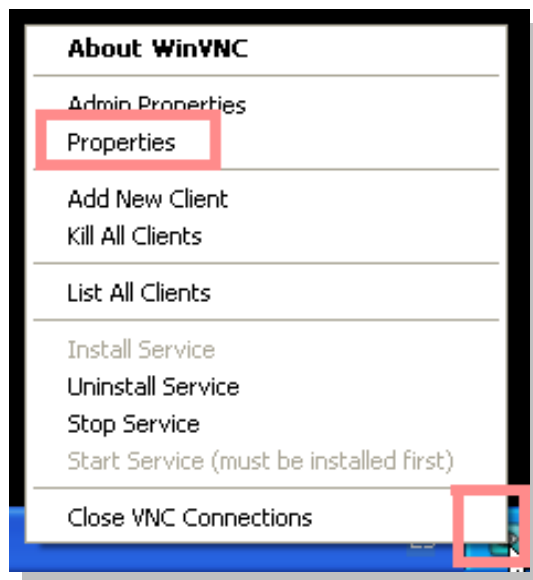 About WinVNC
Admin Properties
Properties
Add New Client
Kill All Clients
List All Clients
Install Service
Uninstall Service
Stop Service
Start Service (must be installed first)
Close VNC Connections